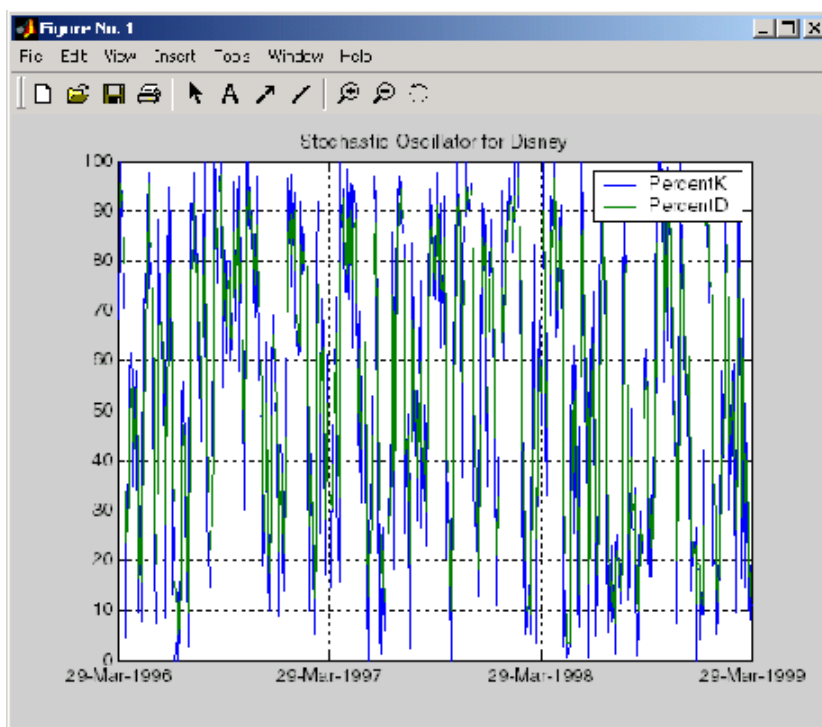 Figure No. 1
File Edit View Insert Tools Window Help
A
Stochastic Oscillator for Disney
PercentK
PercentD
100
90
80
70
60
50
40
30
20
10
0
29-Mar-1996 29-Mar-1997 29-Mar-1998 29-Mar-1999